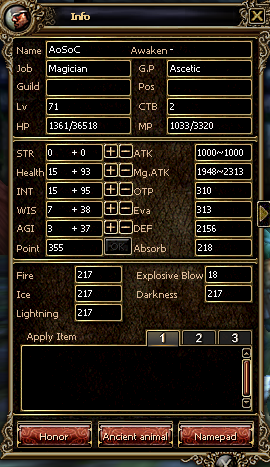 Info
Name AoSoC Awaken -
Job Magician G.P Ascetic
Guild Pos
Lv 71 CTB 2
HP 1361/36518 MP 1033/3320
STR 0 + 0 ATK 1000~1000
Health 15 + 93 Mg.ATK 1948~2313
INT 15 + 95 OTP 310
WIS 7 + 38 Eva 313
AGI 3 + 37 DEF 2156
Point 355 OK Absorb 218
Fire 217 Explosive Blow 18
Ice 217 Darkness 217
Lightning 217
Apply Item 1 2 3
Honor Ancient animal Namepad